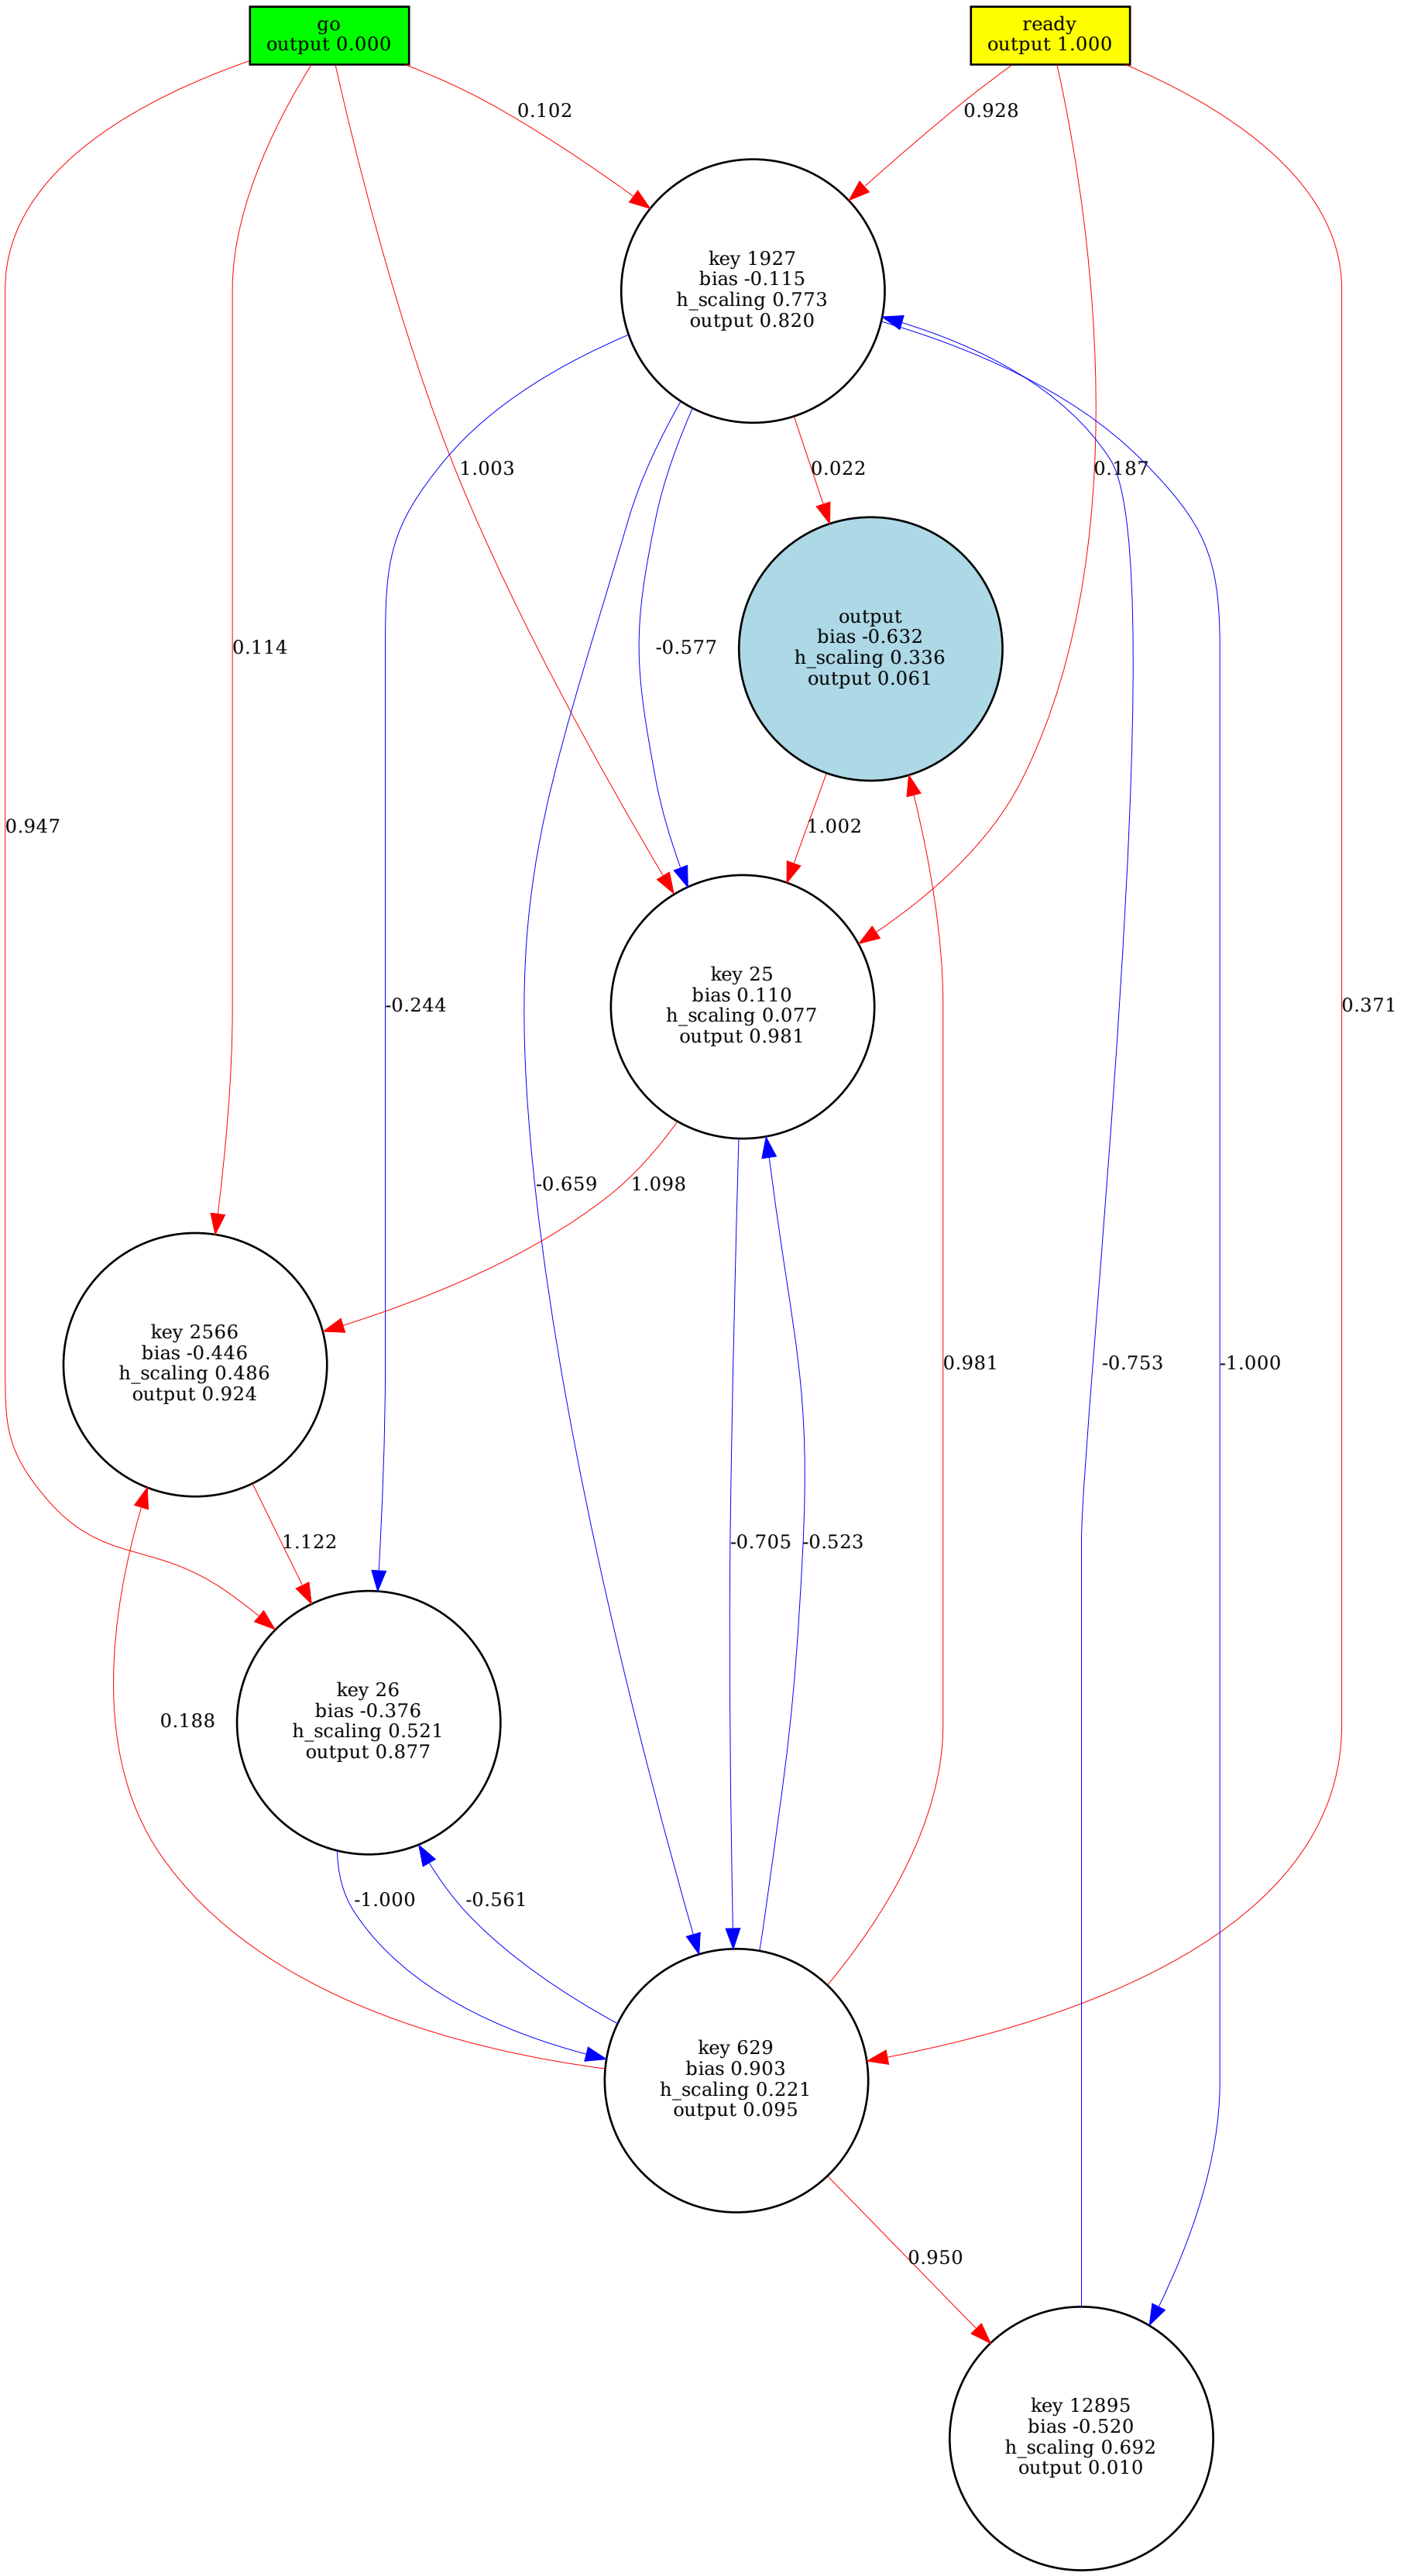 go
output 0.000
ready
output 1.000
0.102
0.928
key 1927
bias -0.115
h_scaling 0.773
output 0.820
1.003
0.022
0.187
0.114
-0.577
output
bias -0.632
h_scaling 0.336
output 0.061
0.947
1.002
-0.244
key 25
bias 0.110
h_scaling 0.077
output 0.981
0.371
-0.659
1.098
key 2566
bias -0.446
h_scaling 0.486
output 0.924
0.981
-0.753
-1.000
1.122
-0.705
-0.523
0.188
key 26
bias -0.376
h_scaling 0.521
output 0.877
-1.000
-0.561
key 629
bias 0.903
h_scaling 0.221
output 0.095
0.950
key 12895
bias -0.520
h_scaling 0.692
output 0.010